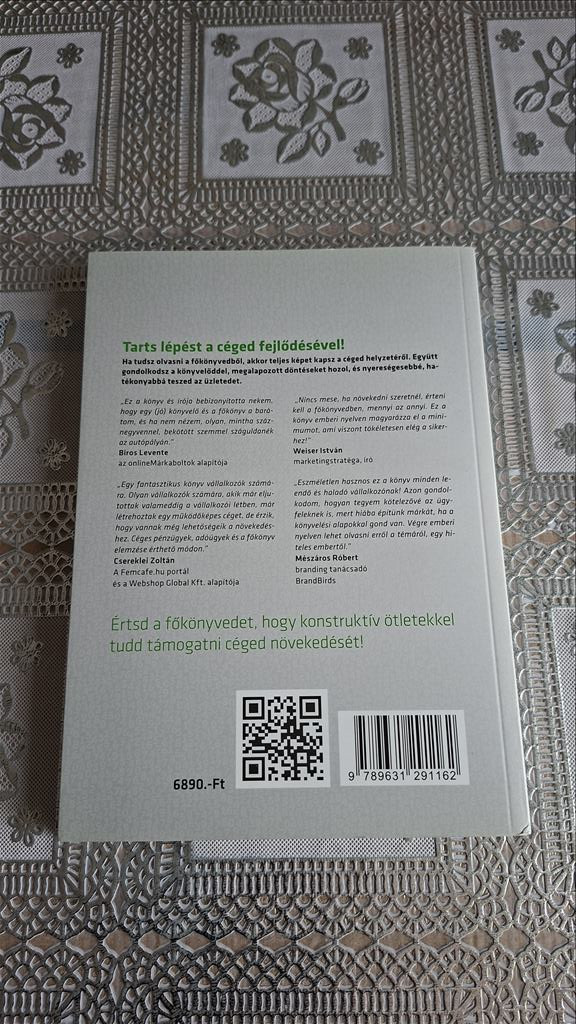 Tarts lépést a céged fejlődésével!
Ha tudsz olvasni a főkönyvedből, akkor teljes képet kapsz a céged helyzetéről. Együtt
gondolkodsz a könyvelőddel, megalapozott döntéseket hozol, és nyereségesebbé, ha-
tékonyabbá teszed az üzletedet.
„Ez a könyv és írója bebizonyította nekem,
hogy egy (jó) könyvelő és a főkönyv a bará-
tom, és ha nem nézem, olyan, mintha száz-
negyvennel, bekötött szemmel száguldanék
az autópályán.”
Biros Levente
az onlineMárkaboltok alapítója
„Nincs mese, ha növekedni szeretnél, érteni
kell a főkönyvedben, mennyi az annyi. Ez a
könyv emberi nyelven magyarázza el a mini-
mumot, ami viszont tökéletesen elég a siker-
hez!”
Weiser István
marketingstratéga, író
„Egy fantasztikus könyv vállalkozók számá-
ra. Olyan vállalkozók számára, akik már elju-
tottak valameddig a vállalkozói létben, már
létrehoztak egy működőképes céget, de érzik,
hogy vannak még lehetőségeik a növekedés-
hez. Céges pénzügyek, adóügyek és a főkönyv
elemzése érthető módon.”
Csereklei Zoltán
A Femcafe.hu portál
és a Webshop Global Kft. alapítója
„Eszméletlen hasznos ez a könyv minden le-
endő és haladó vállalkozónak! Azon gondol-
kodom, hogyan tegyem kötelezővé az ügy-
feleknek is, mert hiába építünk márkát, ha a
könyvelési alapokkal gond van. Végre emberi
nyelven lehet olvasni erről a témáról, egy hi-
teles embertől.”
Mészáros Róbert
branding tanácsadó
BrandBirds
Értsd a főkönyvedet, hogy konstruktív ötletekkel
tudd támogatni céged növekedését!
6890.-Ft
9 789631 291162